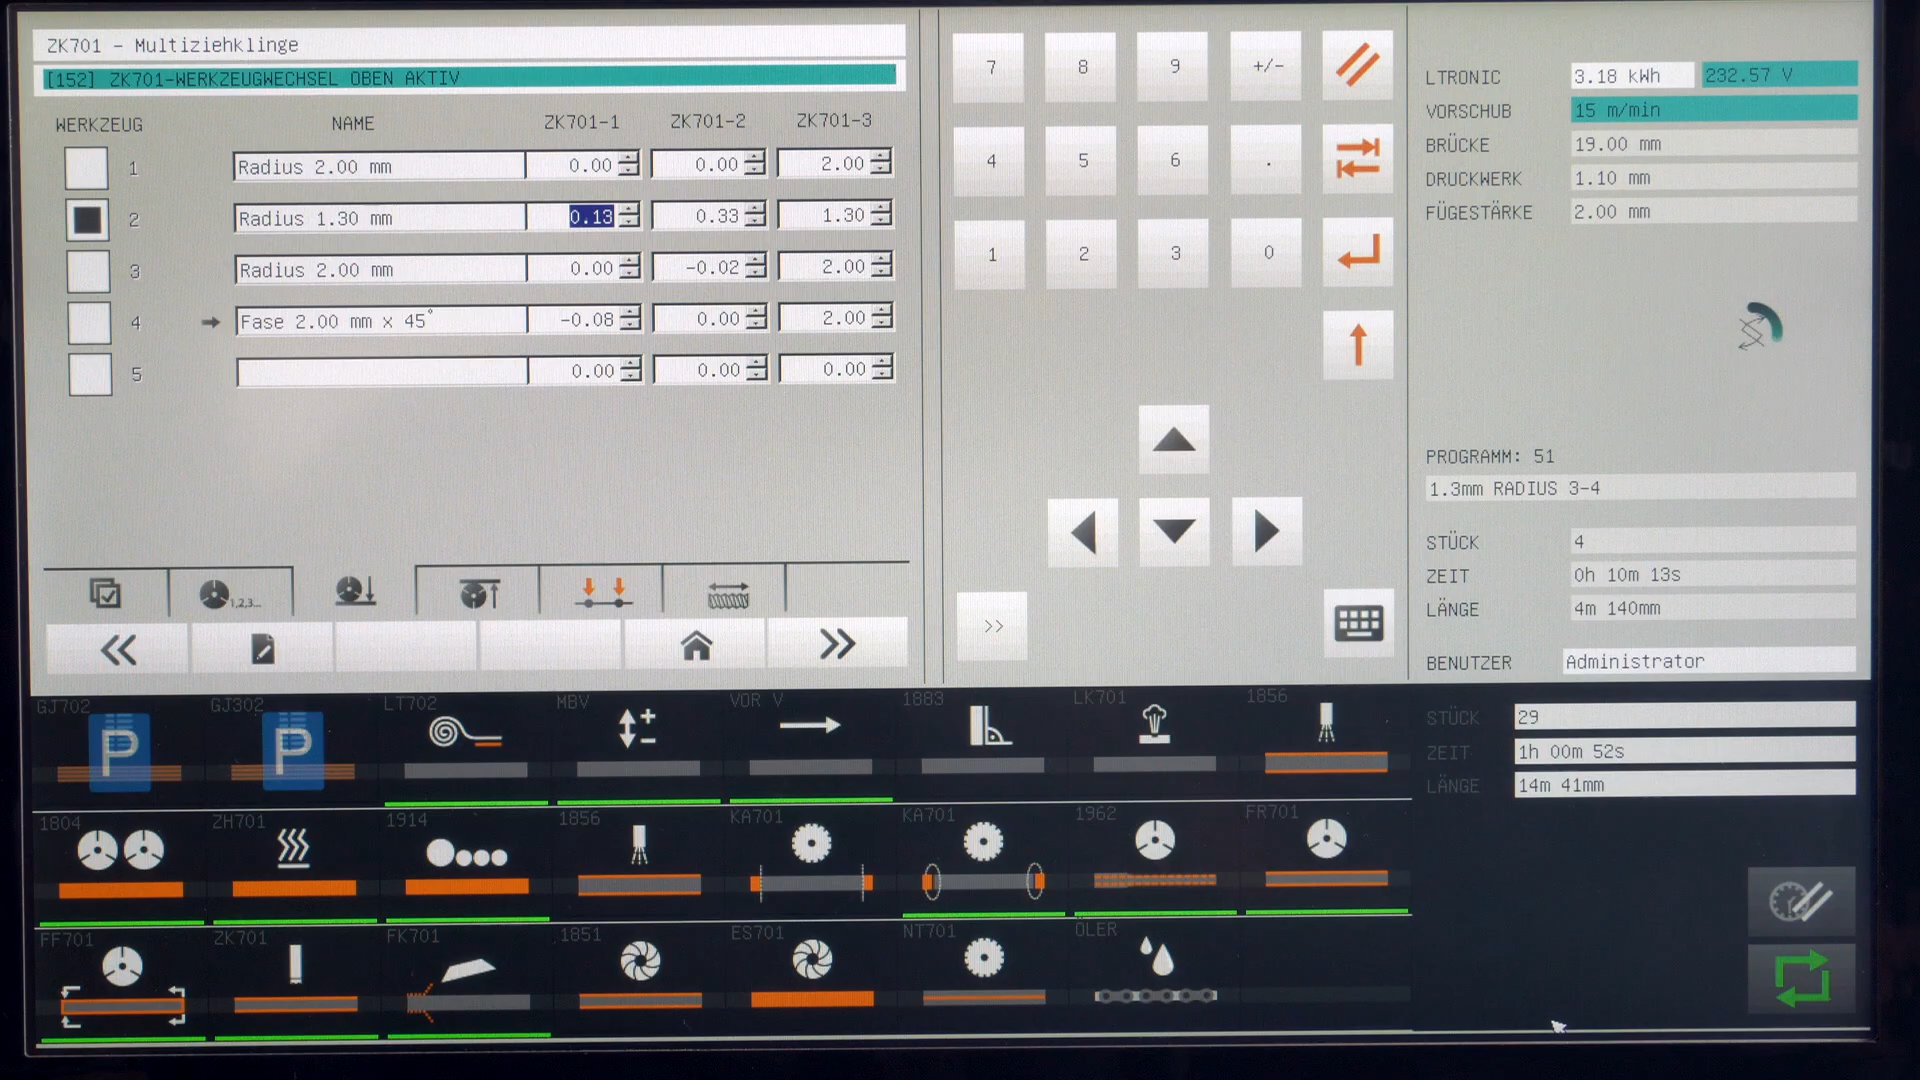 ZK701 - Multiziehklinge
[152] ZK701-WERKZEUGWECHSEL OBEN AKTIV
WERKZEUG NAME ZK701-1 ZK701-2 ZK701-3
1 Radius 2.00 mm 0.00 0.00 2.00
2 Radius 1.30 mm 0.13 0.33 1.30
3 Radius 2.00 mm 0.00 -0.02 2.00
4 Fase 2.00 mm x 45° -0.08 0.00 2.00
5 0.00 0.00 0.00
1,2,3...
7 8 9 +/-
4 5 6 .
1 2 3 0
>>
LTRONIC 3.18 kWh 232.57 V
VORSCHUB 15 m/min
BRÜCKE 19.00 mm
DRUCKWERK 1.10 mm
FÜGESTÄRKE 2.00 mm
PROGRAMM: 51
1.3mm RADIUS 3-4
STÜCK 4
ZEIT 0h 10m 13s
LÄNGE 4m 140mm
BENUTZER Administrator
GJ702 GJ302 LT702 MBV VOR V 1883 LK701 1856
P P
1804 ZH701 1914 1856 KA701 KA701 1962 FR701
FF701 ZK701 FK701 1851 ES701 NT701 ÖLER
STÜCK 29
ZEIT 1h 00m 52s
LÄNGE 14m 41mm